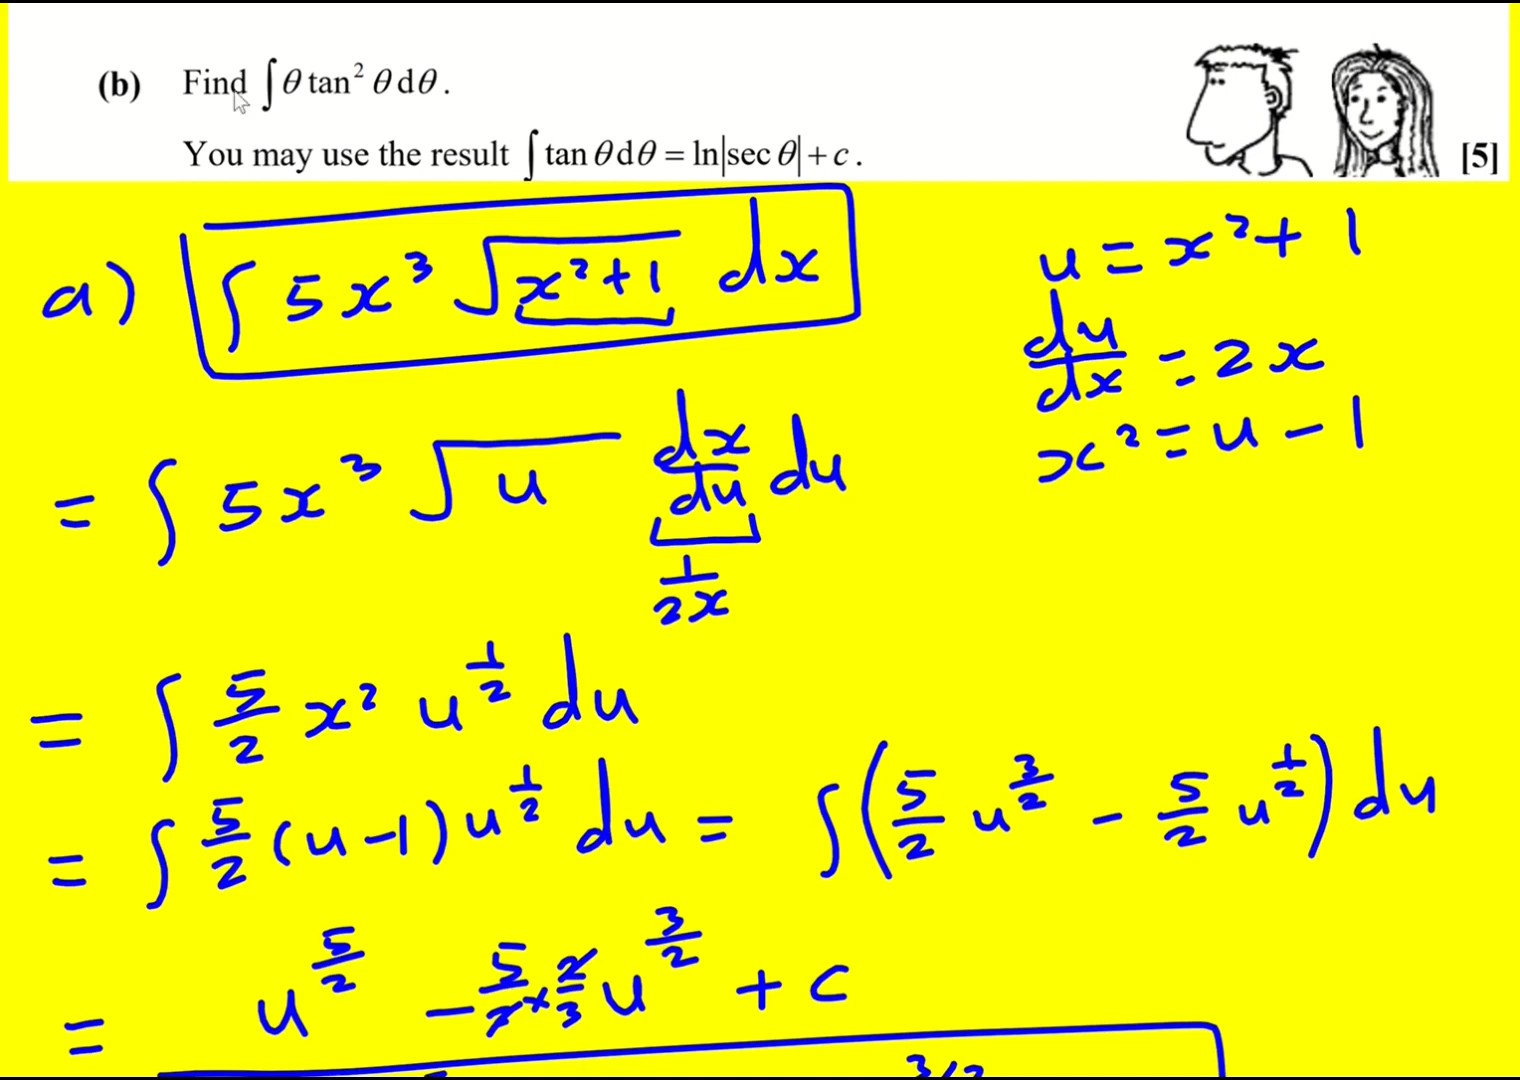 (b) Find ∫θ tan² θ dθ.
You may use the result ∫tan θ dθ = ln|sec θ| + c.
[5]
a) ∫ 5x³ √(x²+1) dx
u = x² + 1
du/dx = 2x
x² = u − 1
= ∫ 5x³ √u dx/du du
1/2x
= ∫ 5/2 x² u^(1/2) du
= ∫ 5/2 (u−1) u^(1/2) du = ∫ (5/2 u^(3/2) − 5/2 u^(1/2)) du
= u^(5/2) − 5/2 × 2/3 u^(3/2) + c
3/2